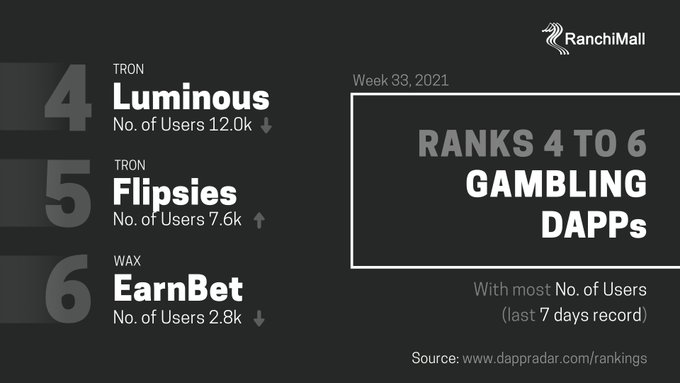 RanchiMall
4
TRON
Luminous
No. of Users 12.0k
5
TRON
Flipsies
No. of Users 7.6k
6
WAX
EarnBet
No. of Users 2.8k
Week 33, 2021
RANKS 4 TO 6
GAMBLING
DAPPs
With most No. of Users
(last 7 days record)
Source: www.dappradar.com/rankings